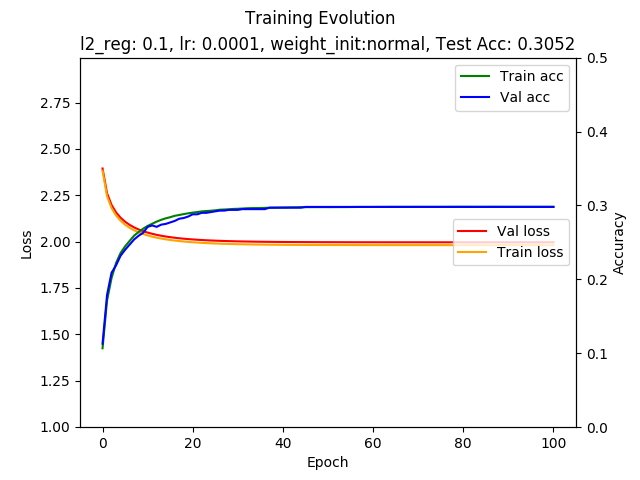 Training Evolution
l2_reg: 0.1, lr: 0.0001, weight_init:normal, Test Acc: 0.3052
Train acc
Val acc
Val loss
Train loss
Loss
2.75
2.50
2.25
2.00
1.75
1.50
1.25
1.00
0.5
0.4
0.3
0.2
0.1
0.0
Accuracy
0
20
40
60
80
100
Epoch